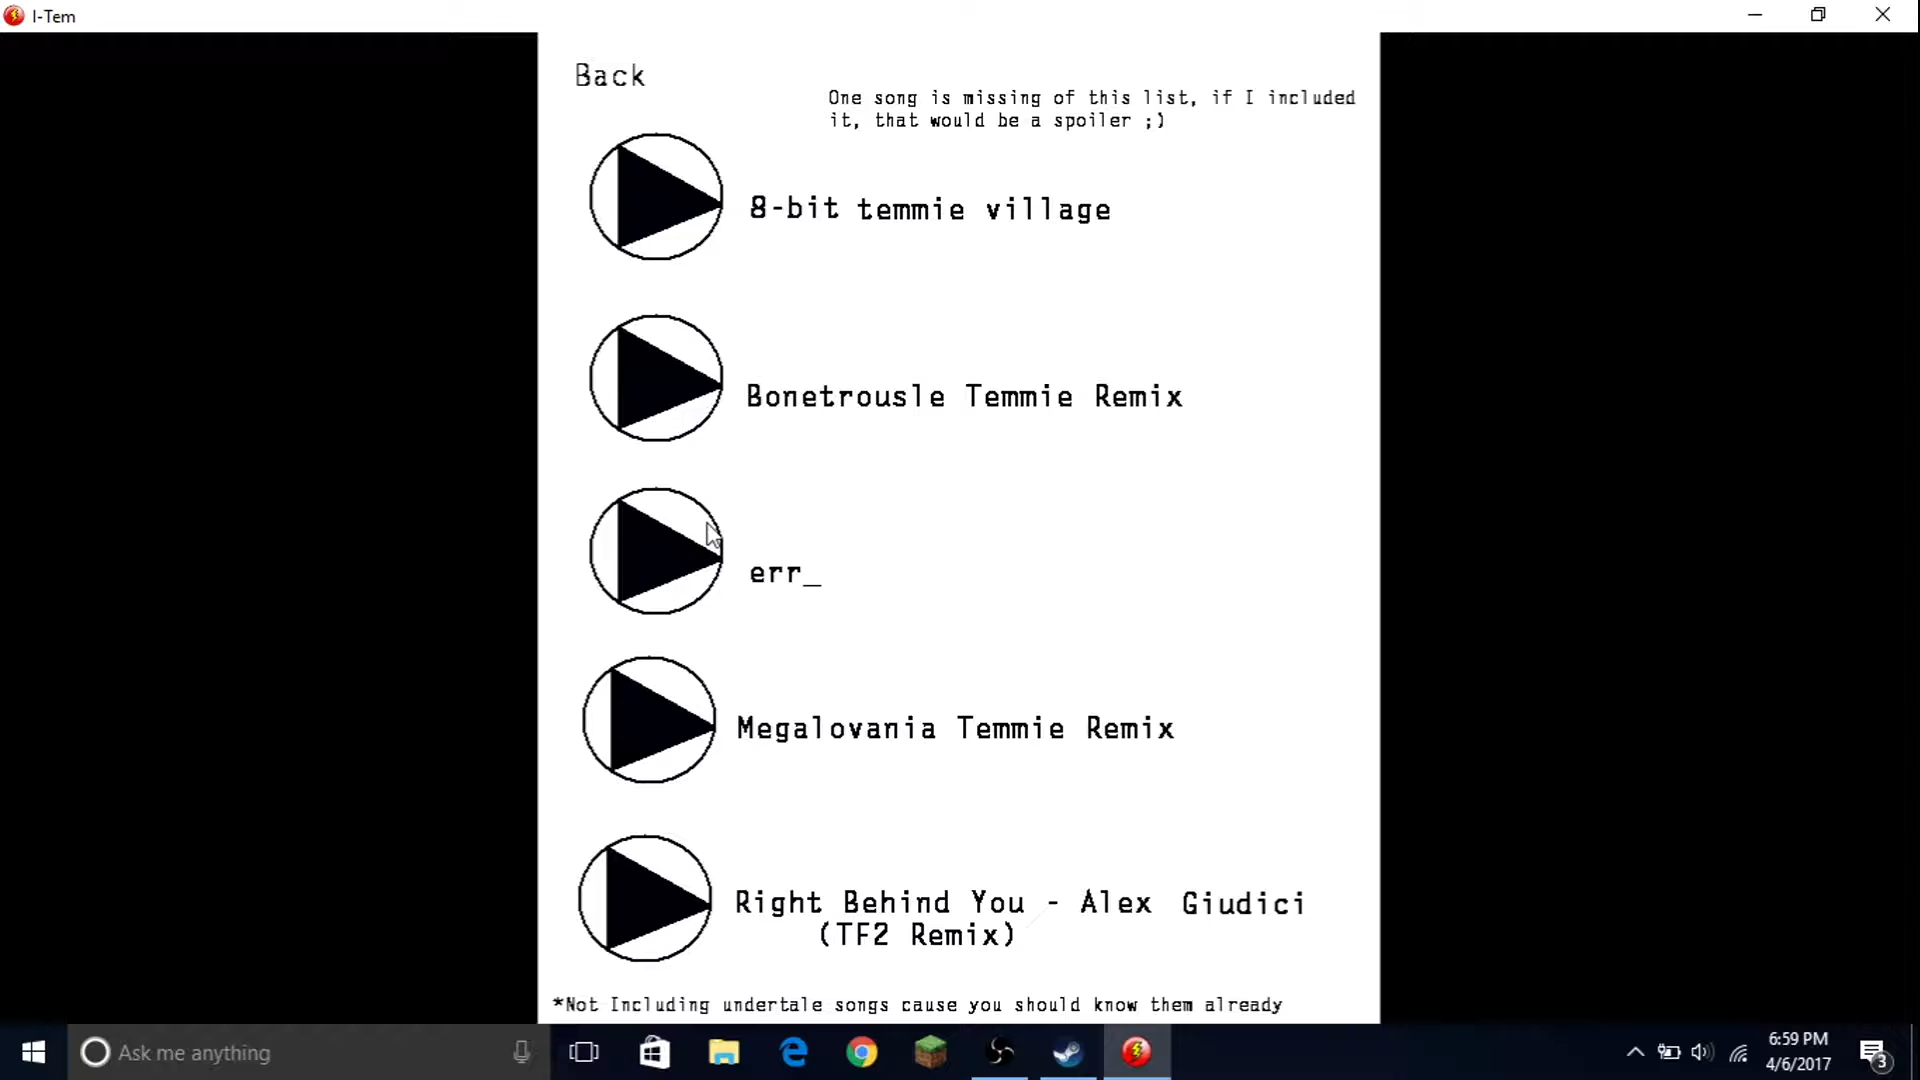 I-Tem
Back
One song is missing of this list, if I included
it, that would be a spoiler ;)
8-bit temmie village
Bonetrousle Temmie Remix
err_
Megalovania Temmie Remix
Right Behind You - Alex Giudici
(TF2 Remix)
*Not Including undertale songs cause you should know them already
Ask me anything
6:59 PM
4/6/2017
3